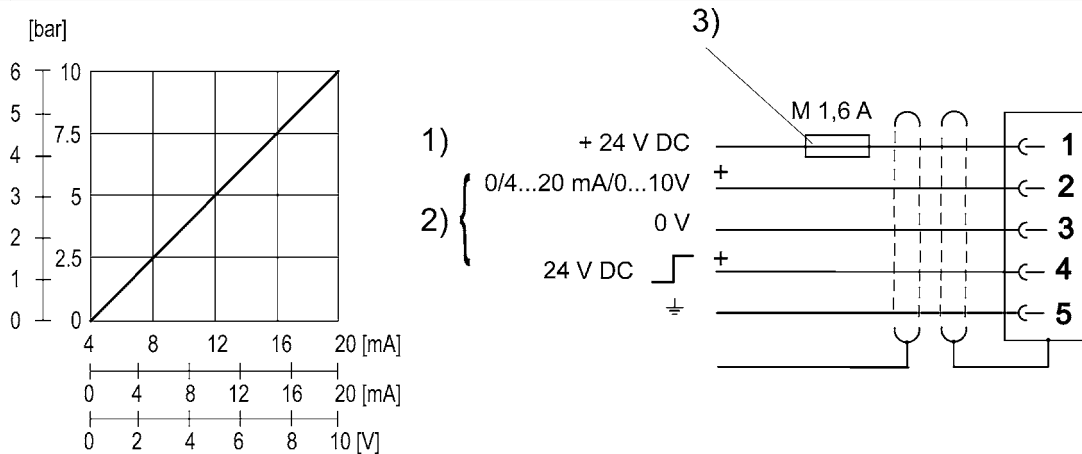 [bar]
6 10
5
7.5
4
3 5
2
2.5
1
0 0
4 8 12 16 20 [mA]
0 4 8 12 16 20 [mA]
0 2 4 6 8 10 [V]
3)
M 1,6 A
1) + 24 V DC 1
2) 0/4...20 mA/0...10V + 2
0 V 3
24 V DC + 4
5